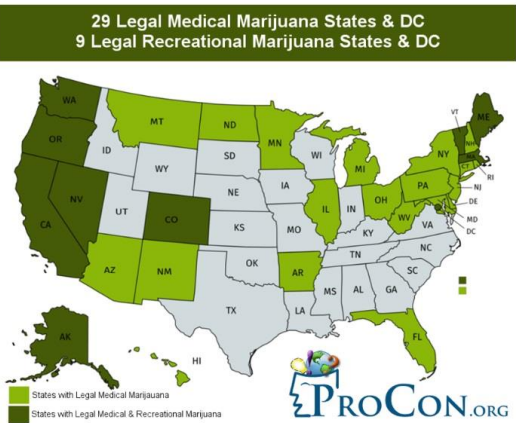 29 Legal Medical Marijuana States & DC
9 Legal Recreational Marijuana States & DC
WA
OR
CA
NV
ID
MT
WY
UT
CO
AZ
NM
ND
SD
NE
KS
OK
TX
MN
IA
MO
AR
LA
WI
IL
MI
IN
OH
KY
TN
MS
AL
GA
FL
SC
NC
VA
WV
PA
NY
VT
NH
ME
MA
CT
RI
NJ
DE
MD
DC
AK
HI
States with Legal Medical Marijauana
States with Legal Medical & Recreational Marijuana
PROCON.ORG